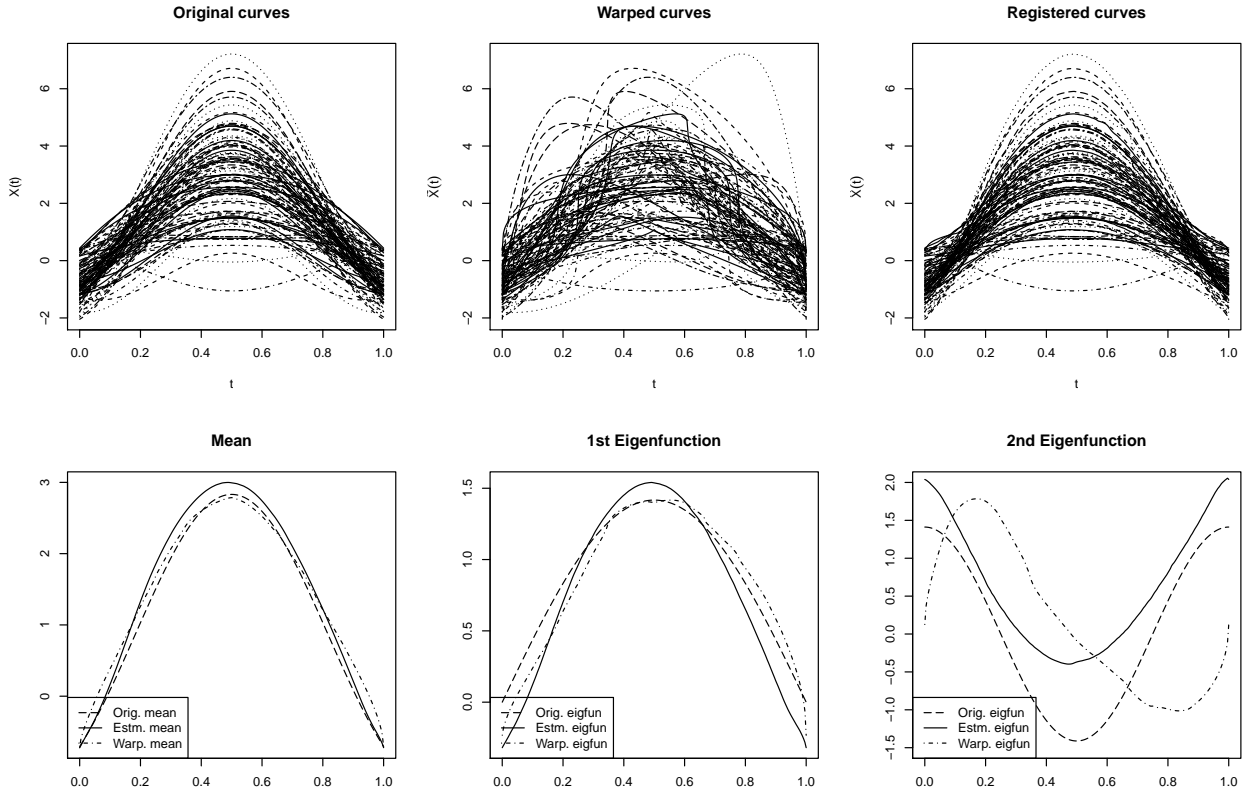 Original curves
Warped curves
Registered curves
X(t)
−2 0 2 4 6
0.0 0.2 0.4 0.6 0.8 1.0
t
X̃(t)
−2 0 2 4 6
0.0 0.2 0.4 0.6 0.8 1.0
t
X(t)
−2 0 2 4 6
0.0 0.2 0.4 0.6 0.8 1.0
t
Mean
0 1 2 3
Orig. mean
Estm. mean
Warp. mean
0.0 0.2 0.4 0.6 0.8 1.0
1st Eigenfunction
0.0 0.5 1.0 1.5
Orig. eigfun
Estm. eigfun
Warp. eigfun
0.0 0.2 0.4 0.6 0.8 1.0
2nd Eigenfunction
−1.5 −1.0 −0.5 0.0 0.5 1.0 1.5 2.0
Orig. eigfun
Estm. eigfun
Warp. eigfun
0.0 0.2 0.4 0.6 0.8 1.0